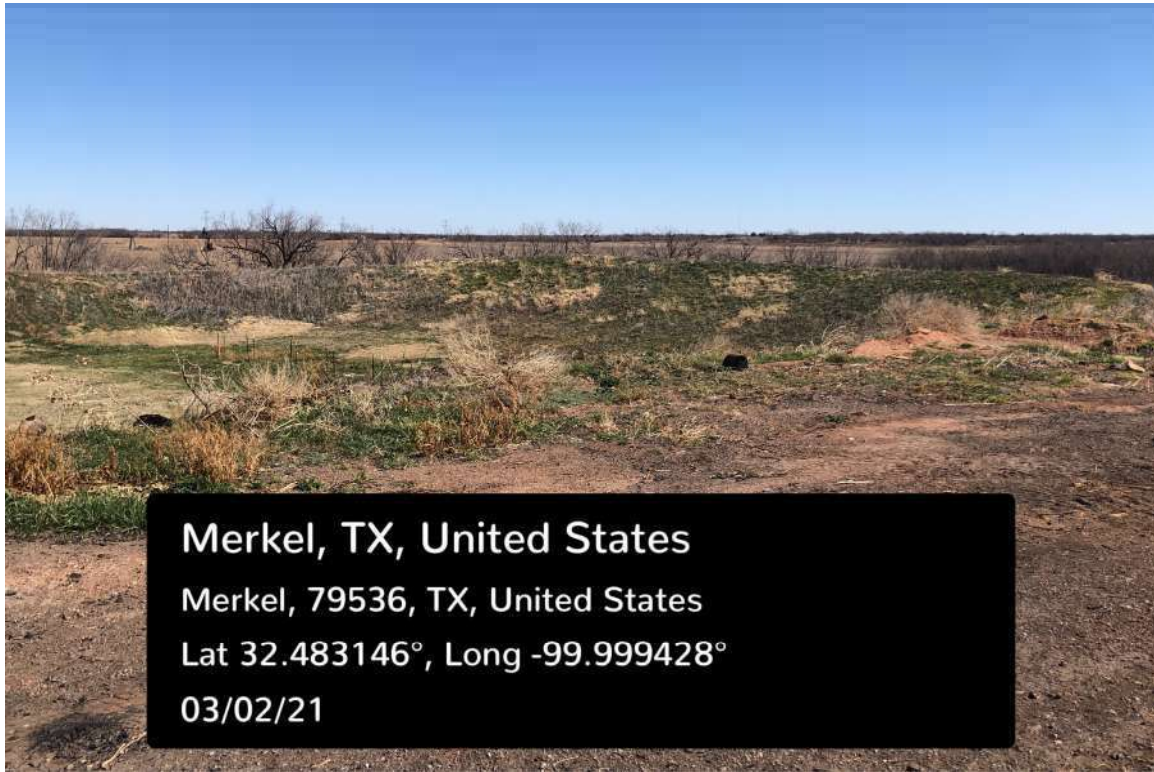 Merkel, TX, United States
Merkel, 79536, TX, United States
Lat 32.483146°, Long -99.999428°
03/02/21